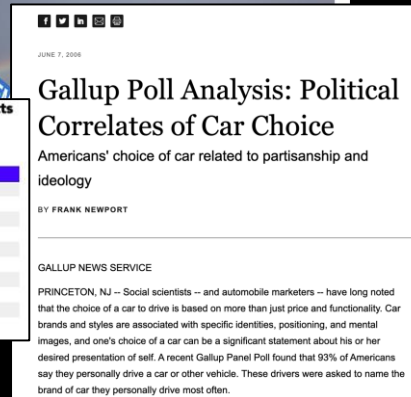 ts
JUNE 7, 2006
Gallup Poll Analysis: Political
Correlates of Car Choice
Americans' choice of car related to partisanship and
ideology
BY FRANK NEWPORT
GALLUP NEWS SERVICE
PRINCETON, NJ -- Social scientists -- and automobile marketers -- have long noted
that the choice of a car to drive is based on more than just price and functionality. Car
brands and styles are associated with specific identities, positioning, and mental
images, and one's choice of a car can be a significant statement about his or her
desired presentation of self. A recent Gallup Panel Poll found that 93% of Americans
say they personally drive a car or other vehicle. These drivers were asked to name the
brand of car they personally drive most often.